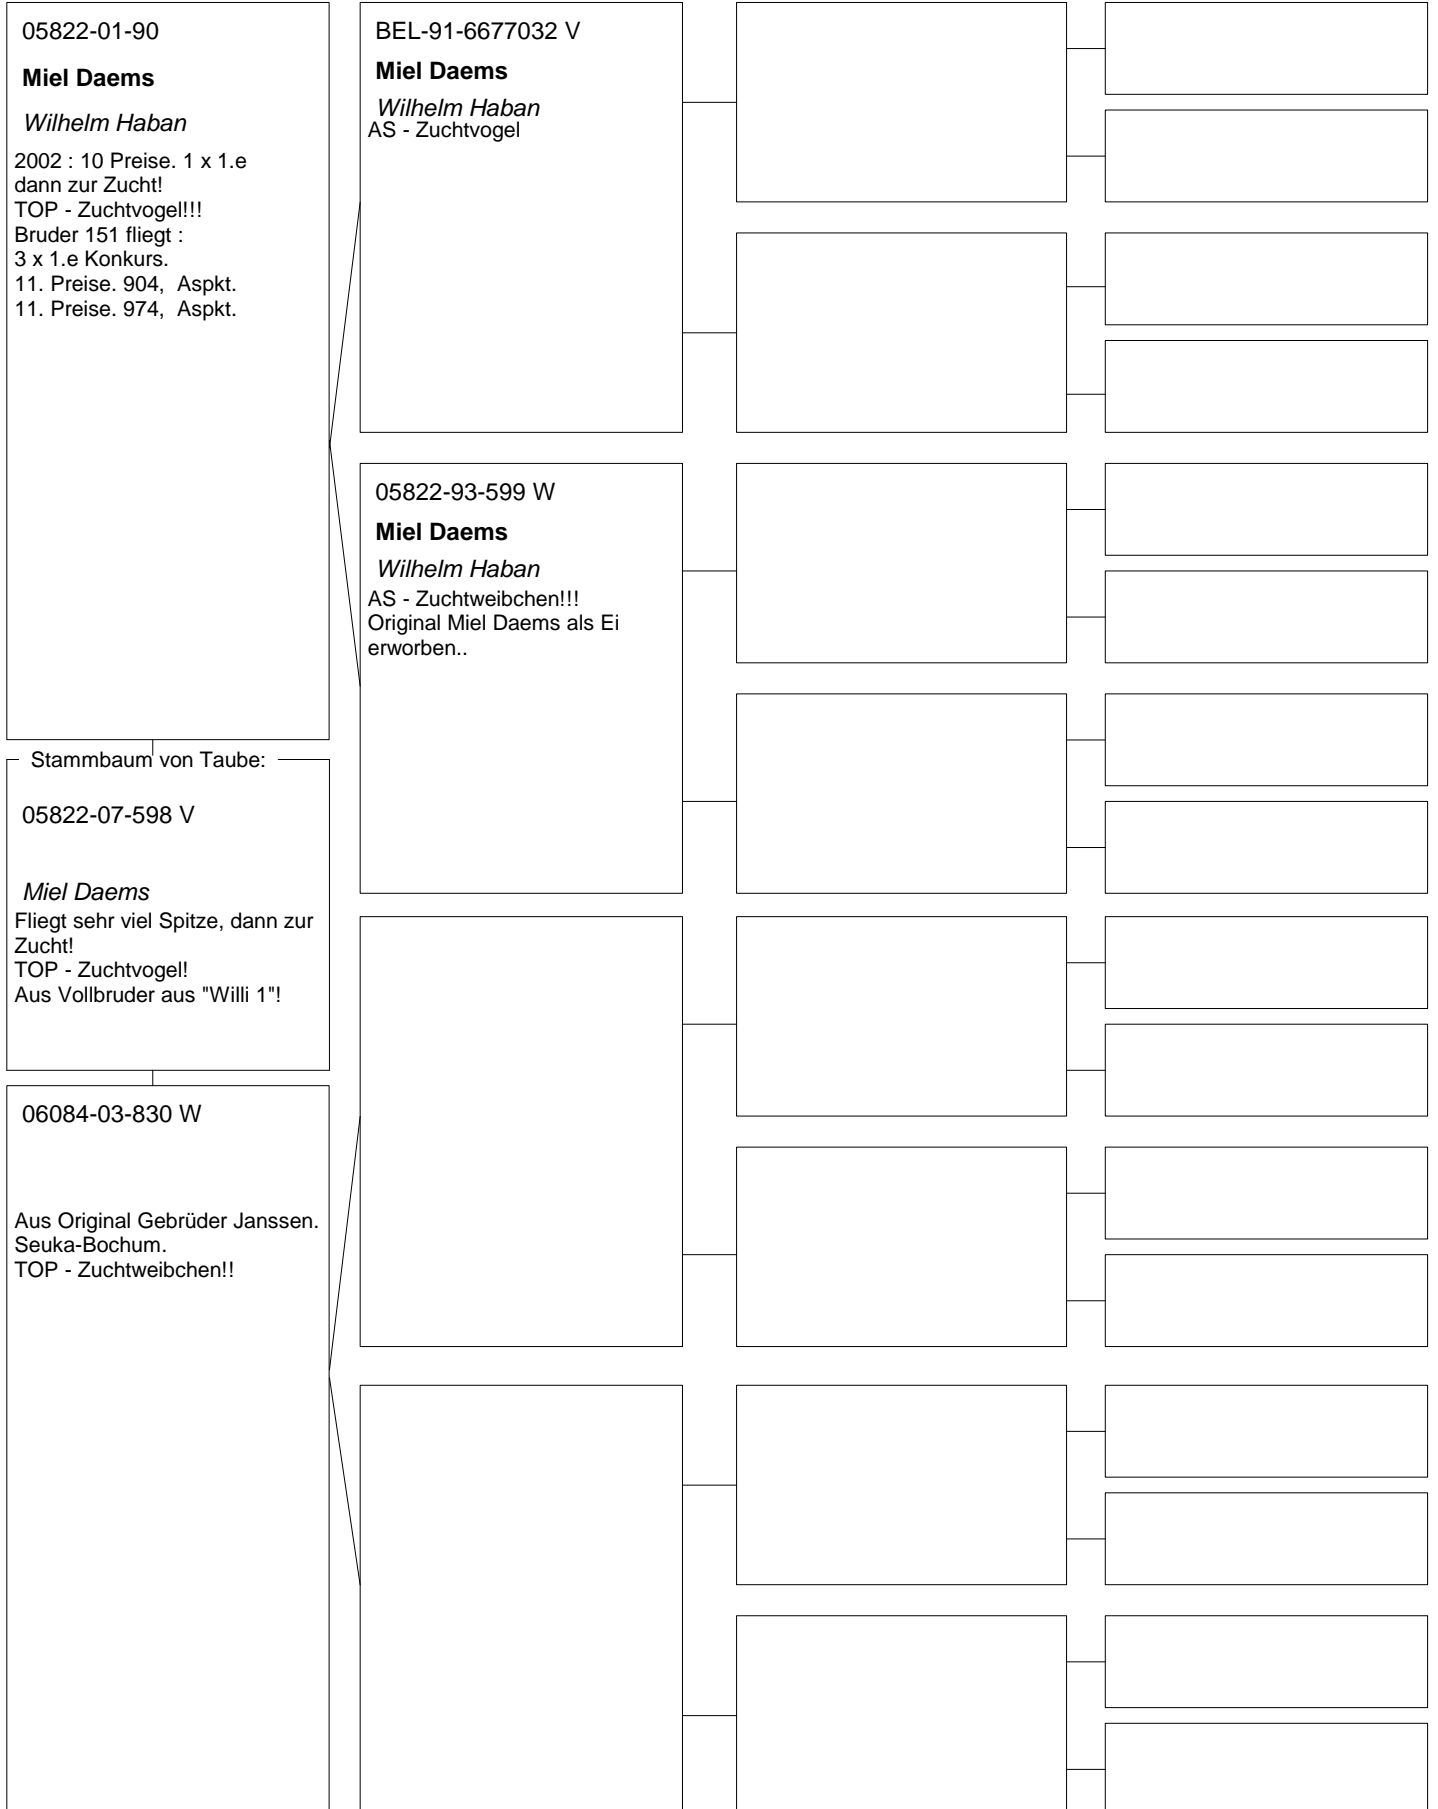 05822-01-90
Miel Daems
Wilhelm Haban
2002 : 10 Preise. 1 x 1.e
dann zur Zucht!
TOP - Zuchtvogel!!!
Bruder 151 fliegt :
3 x 1.e Konkurs.
11. Preise. 904,  Aspkt.
11. Preise. 974,  Aspkt.
BEL-91-6677032 V
Miel Daems
Wilhelm Haban
AS - Zuchtvogel
05822-93-599 W
Miel Daems
Wilhelm Haban
AS - Zuchtweibchen!!!
Original Miel Daems als Ei
erworben..
Stammbaum von Taube:
05822-07-598 V
Miel Daems
Fliegt sehr viel Spitze, dann zur
Zucht!
TOP - Zuchtvogel!
Aus Vollbruder aus "Willi 1"!
06084-03-830 W
Aus Original Gebrüder Janssen.
Seuka-Bochum.
TOP - Zuchtweibchen!!